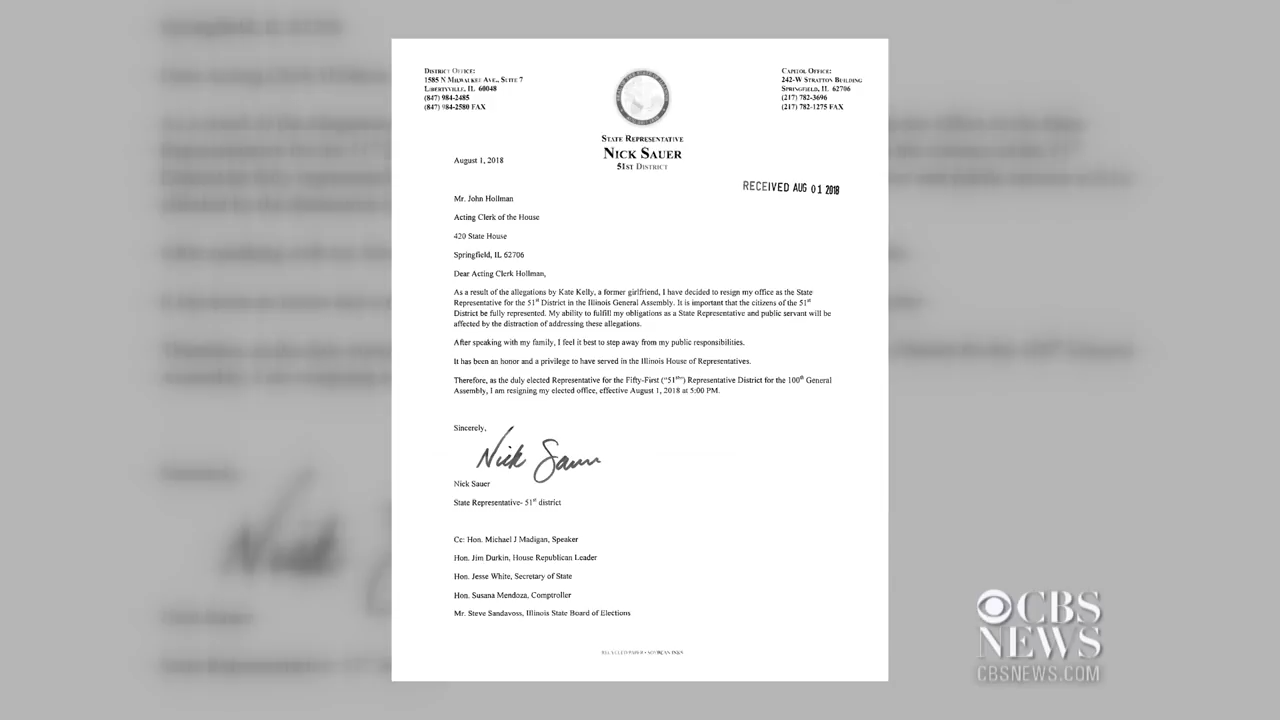 DISTRICT OFFICE:
1585 N MILWAUKEE AVE., SUITE 7
LIBERTYVILLE, IL 60048
(847) 984-2485
(847) 984-2580 FAX
CAPITOL OFFICE:
242-W STRATTON BUILDING
SPRINGFIELD, IL 62706
(217) 782-3696
(217) 782-1275 FAX
STATE REPRESENTATIVE
NICK SAUER
51ST DISTRICT
August 1, 2018
RECEIVED AUG 01 2018
Mr. John Hollman
Acting Clerk of the House
420 State House
Springfield, IL 62706
Dear Acting Clerk Hollman,
As a result of the allegations by Kate Kelly, a former girlfriend, I have decided to resign my office as the State
Representative for the 51st District in the Illinois General Assembly. It is important that the citizens of the 51st
District be fully represented. My ability to fulfill my obligations as a State Representative and public servant will be
affected by the distraction of addressing these allegations.
After speaking with my family, I feel it best to step away from my public responsibilities.
It has been an honor and a privilege to have served in the Illinois House of Representatives.
Therefore, as the duly elected Representative for the Fifty-First ("51st") Representative District for the 100th General
Assembly, I am resigning my elected office, effective August 1, 2018 at 5:00 PM.
Sincerely,
Nick Sauer
Nick Sauer
State Representative- 51st district
Cc: Hon. Michael J Madigan, Speaker
Hon. Jim Durkin, House Republican Leader
Hon. Jesse White, Secretary of State
Hon. Susana Mendoza, Comptroller
Mr. Steve Sandavoss, Illinois State Board of Elections
RECYCLED PAPER • SOYBEAN INKS
CBS
NEWS
CBSNEWS.COM